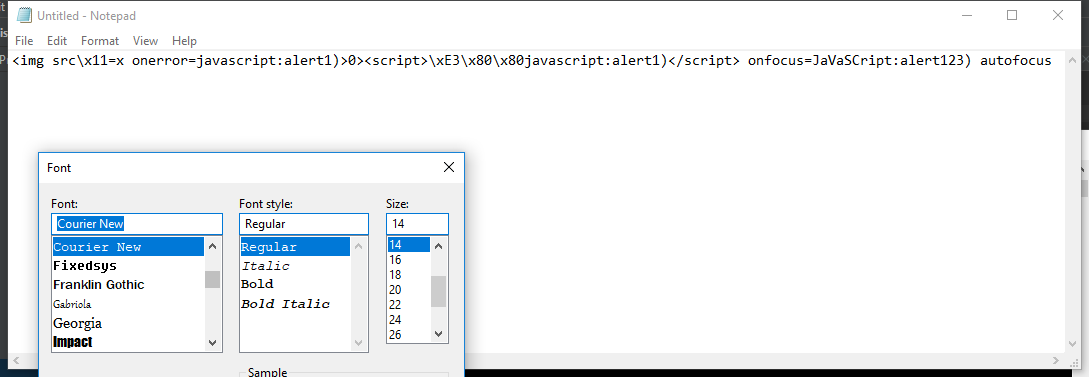 Untitled - Notepad
File Edit Format View Help
<img src\x11=x onerror=javascript:alert1)>0><script>\xE3\x80\x80javascript:alert1)</script> onfocus=JaVaSCript:alert123) autofocus
Font
Font: Font style: Size:
Courier New Regular 14
Courier New Regular 14
Fixedsys Italic 16
Franklin Gothic Bold 18
Gabriola Bold Italic 20
Georgia 22
Impact 24
26
Sample